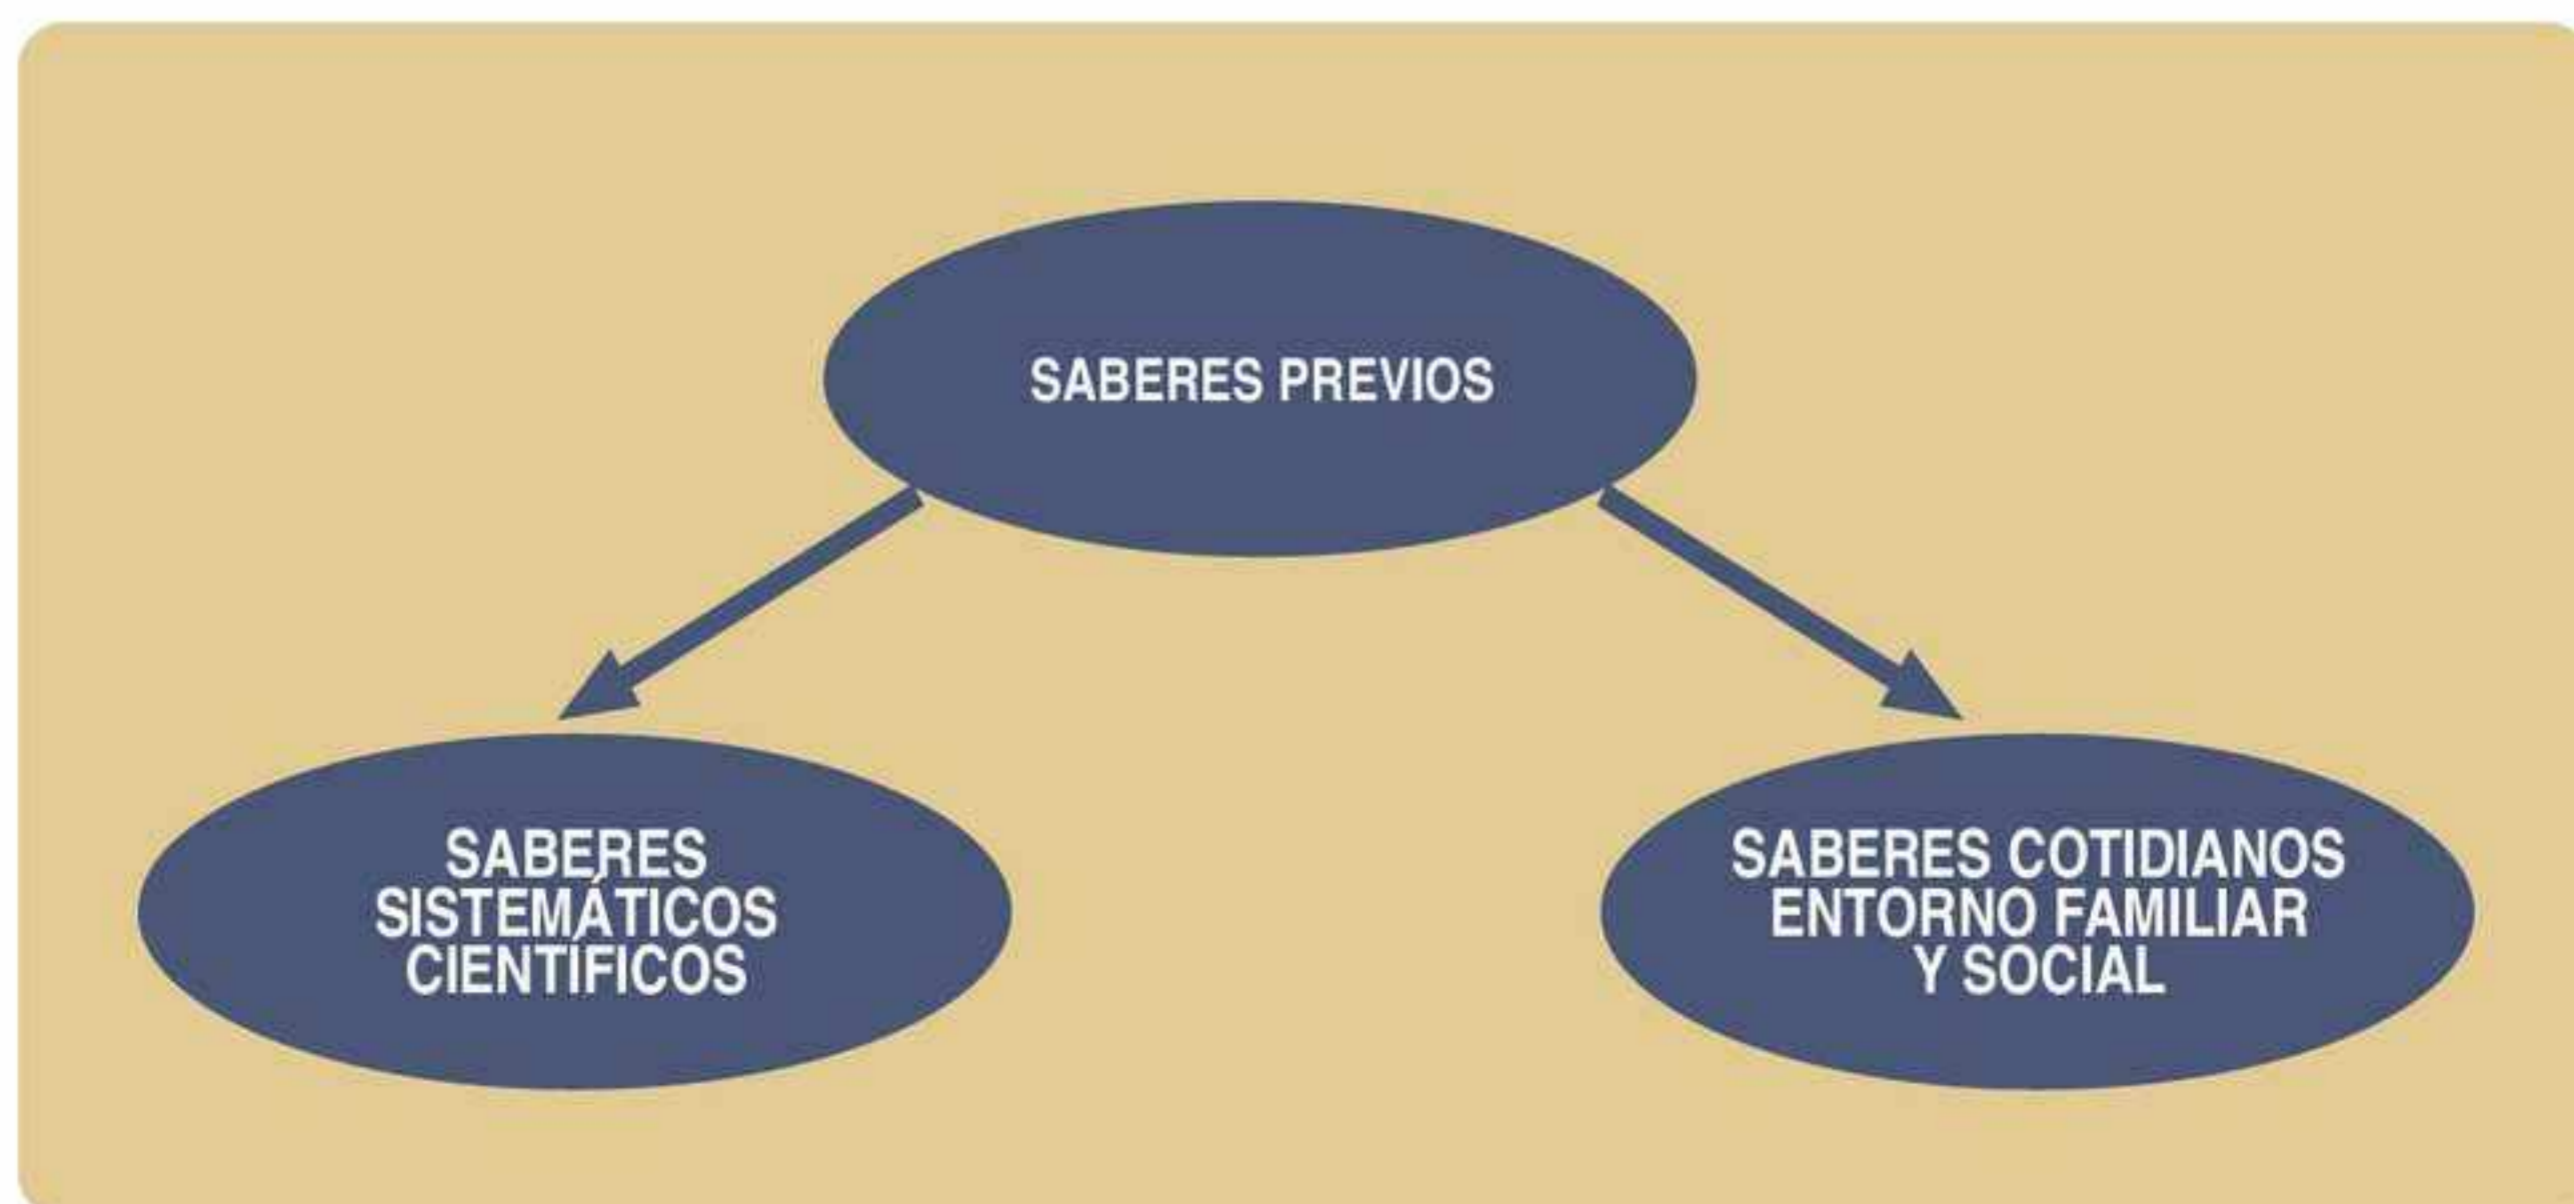 SABERES PREVIOS
SABERES
SISTEMÁTICOS
CIENTÍFICOS
SABERES COTIDIANOS
ENTORNO FAMILIAR
Y SOCIAL